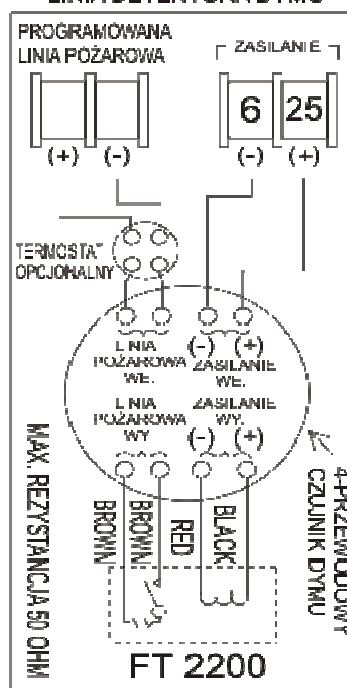 PROGRAMOWANA
LINIA POŻAROWA
ZASILANIE
6 25
(+) (-)
(-) (+)
TERMOSTAT
OPCJONALNY
LINIA
POŻAROWA
WE.
(-) (+)
ZASILANIE
WE.
LINIA
POŻAROWA
WY
ZASILANIE
WY.
(-) (+)
MAX. REZYSTANCJA 50 OHM
BROWN
BROWN
RED
BLACK
4-PRZEWODOWY
CZUJNIK DYMU
FT 2200